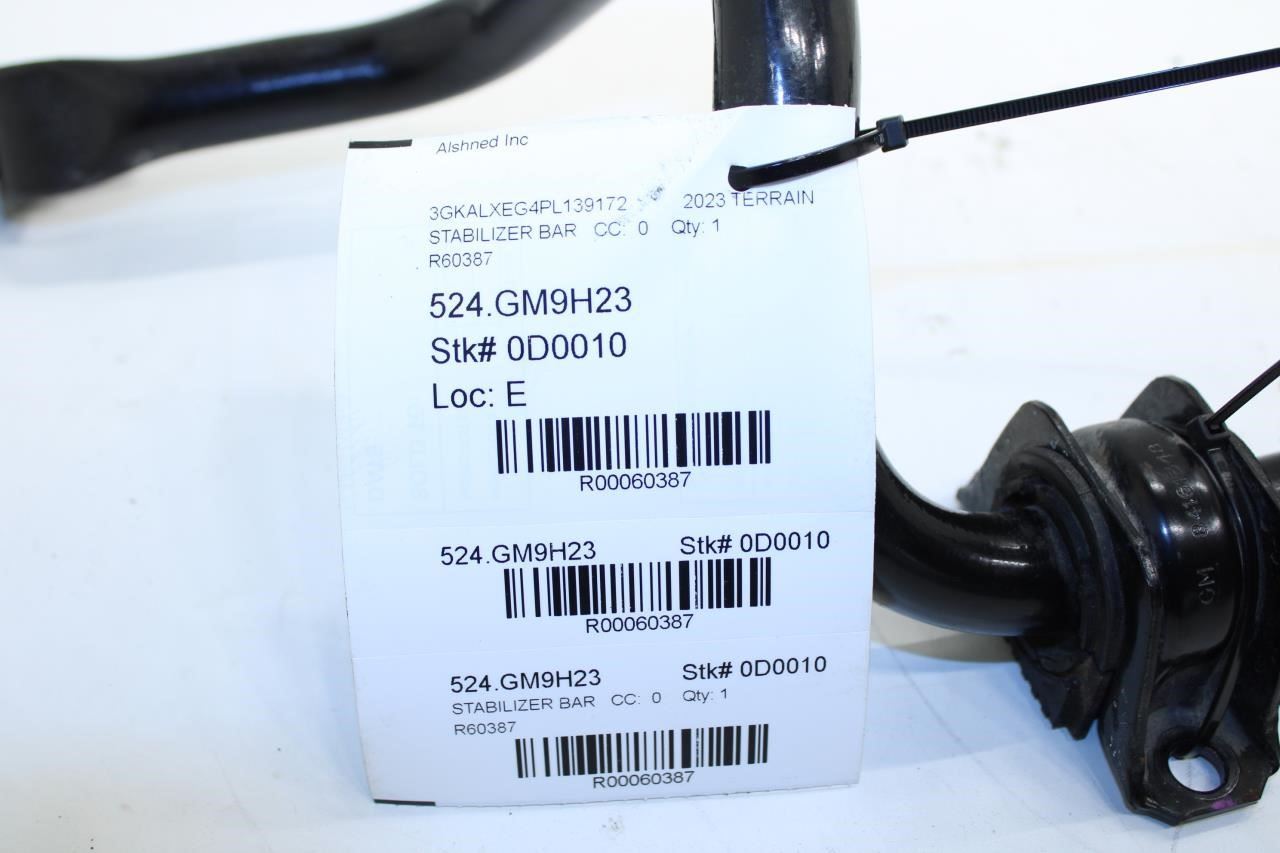 Alshned Inc
3GKALXEG4PL139172 2023 TERRAIN
STABILIZER BAR CC: 0 Qty: 1
R60387
524.GM9H23
Stk# 0D0010
Loc: E
R00060387
524.GM9H23 Stk# 0D0010
R00060387
524.GM9H23 Stk# 0D0010
STABILIZER BAR CC: 0 Qty: 1
R60387
R00060387
GM